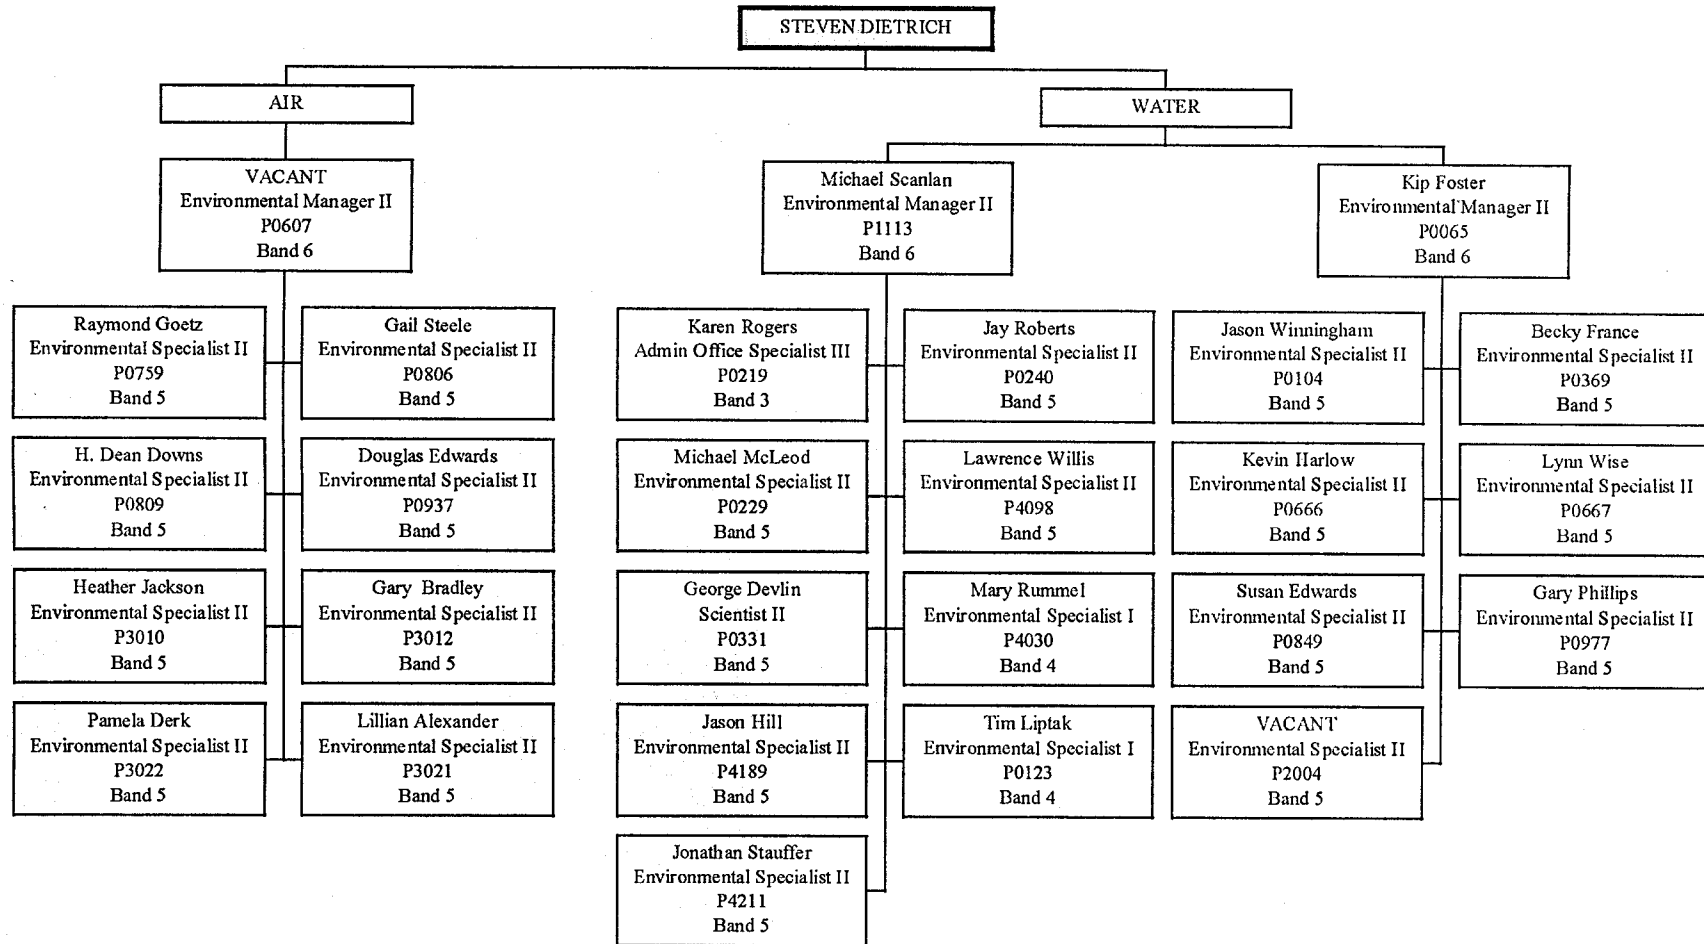 STEVEN DIETRICH
AIR
WATER
VACANT
Environmental Manager II
P0607
Band 6
Michael Scanlan
Environmental Manager II
P1113
Band 6
Kip Foster
Environmental Manager II
P0065
Band 6
Raymond Goetz
Environmental Specialist II
P0759
Band 5
Gail Steele
Environmental Specialist II
P0806
Band 5
Karen Rogers
Admin Office Specialist III
P0219
Band 3
Jay Roberts
Environmental Specialist II
P0240
Band 5
Jason Winningham
Environmental Specialist II
P0104
Band 5
Becky France
Environmental Specialist II
P0369
Band 5
H. Dean Downs
Environmental Specialist II
P0809
Band 5
Douglas Edwards
Environmental Specialist II
P0937
Band 5
Michael McLeod
Environmental Specialist II
P0229
Band 5
Lawrence Willis
Environmental Specialist II
P4098
Band 5
Kevin Harlow
Environmental Specialist II
P0666
Band 5
Lynn Wise
Environmental Specialist II
P0667
Band 5
Heather Jackson
Environmental Specialist II
P3010
Band 5
Gary Bradley
Environmental Specialist II
P3012
Band 5
George Devlin
Scientist II
P0331
Band 5
Mary Rummel
Environmental Specialist I
P4030
Band 4
Susan Edwards
Environmental Specialist II
P0849
Band 5
Gary Phillips
Environmental Specialist II
P0977
Band 5
Pamela Derk
Environmental Specialist II
P3022
Band 5
Lillian Alexander
Environmental Specialist II
P3021
Band 5
Jason Hill
Environmental Specialist II
P4189
Band 5
Tim Liptak
Environmental Specialist I
P0123
Band 4
VACANT
Environmental Specialist II
P2004
Band 5
Jonathan Stauffer
Environmental Specialist II
P4211
Band 5